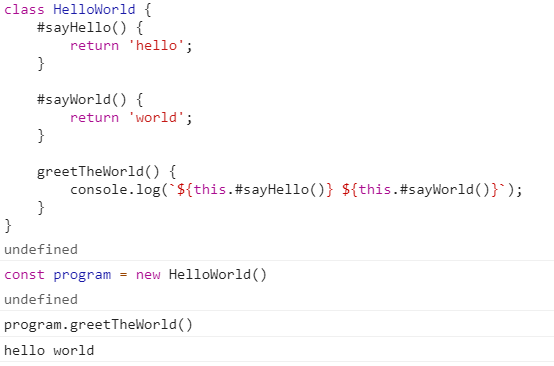 class HelloWorld {
    #sayHello() {
        return 'hello';
    }

    #sayWorld() {
        return 'world';
    }

    greetTheWorld() {
        console.log(`${this.#sayHello()} ${this.#sayWorld()}`);
    }
}
undefined
const program = new HelloWorld()
undefined
program.greetTheWorld()
hello world